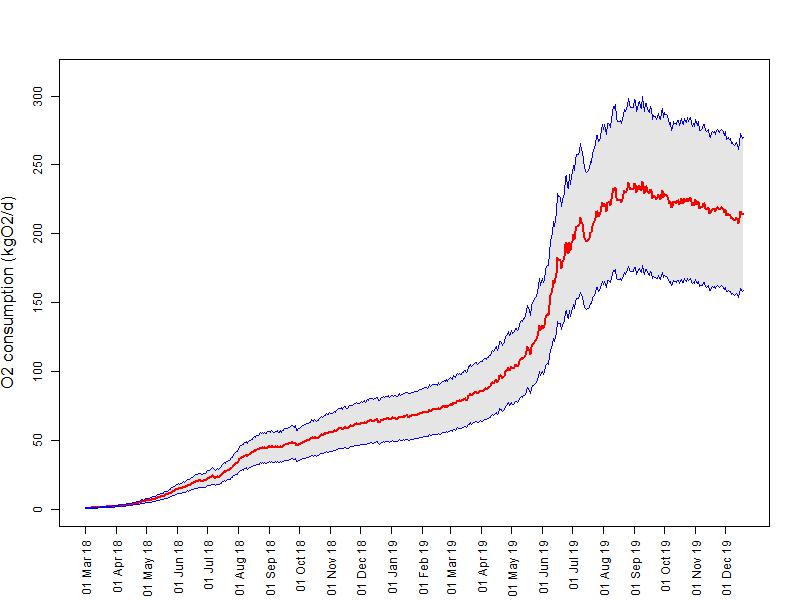 O2 consumption (kgO2/d)
300
250
200
150
100
50
0
01 Mar 18
01 Apr 18
01 May 18
01 Jun 18
01 Jul 18
01 Aug 18
01 Sep 18
01 Oct 18
01 Nov 18
01 Dec 18
01 Jan 19
01 Feb 19
01 Mar 19
01 Apr 19
01 May 19
01 Jun 19
01 Jul 19
01 Aug 19
01 Sep 19
01 Oct 19
01 Nov 19
01 Dec 19